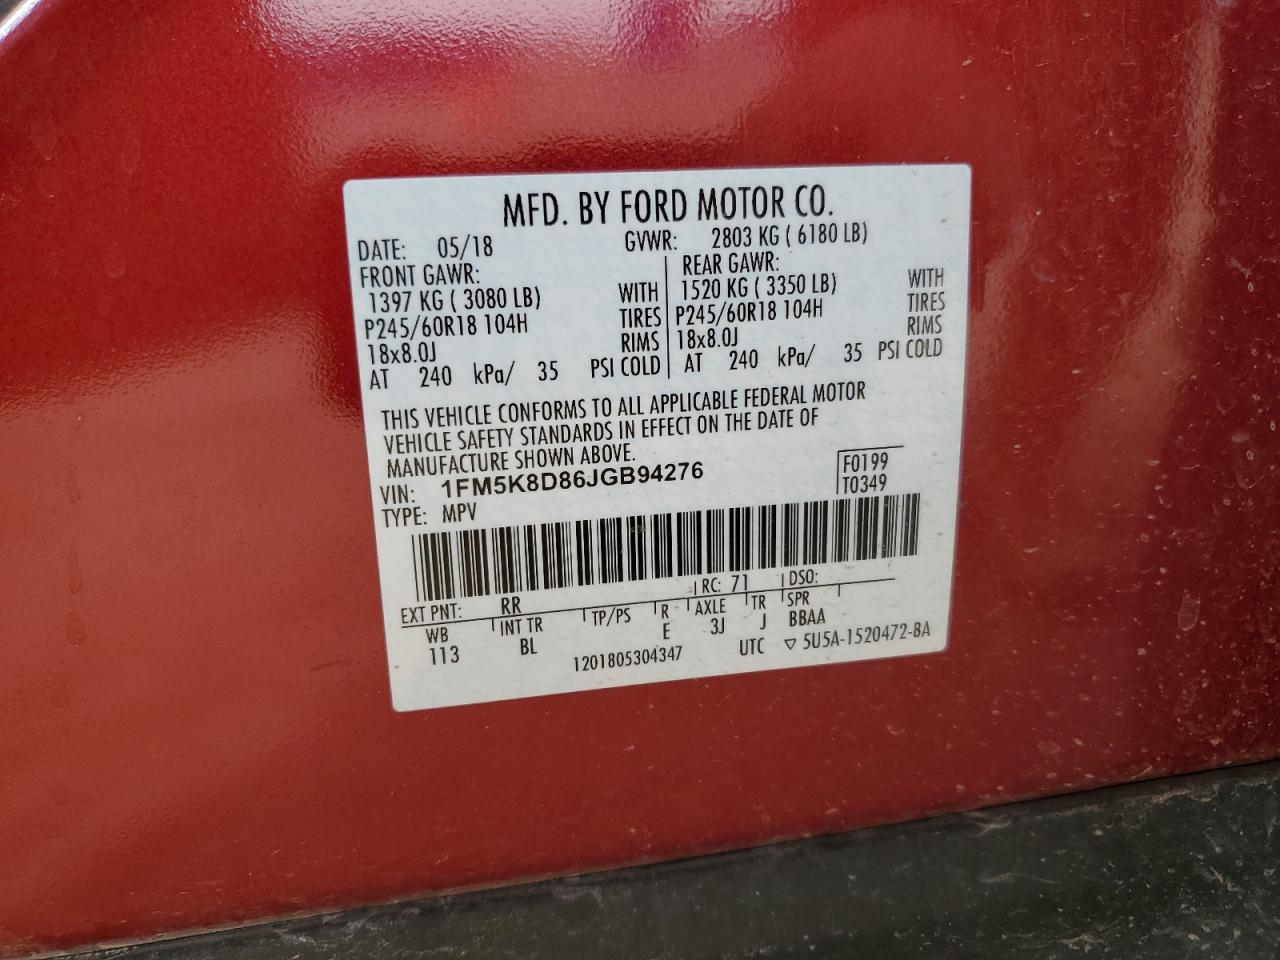 MFD. BY FORD MOTOR CO.
DATE: 05/18 GVWR: 2803 KG ( 6180 LB)
FRONT GAWR: REAR GAWR:
1397 KG ( 3080 LB) WITH 1520 KG ( 3350 LB) WITH
P245/60R18 104H TIRES P245/60R18 104H TIRES
18x8.0J RIMS 18x8.0J RIMS
AT 240 kPa/ 35 PSI COLD AT 240 kPa/ 35 PSI COLD
THIS VEHICLE CONFORMS TO ALL APPLICABLE FEDERAL MOTOR
VEHICLE SAFETY STANDARDS IN EFFECT ON THE DATE OF
MANUFACTURE SHOWN ABOVE.
VIN: 1FM5K8D86JGB94276 F0199
TYPE: MPV T0349
EXT PNT: RR RC: 71 DSO:
WB INT TR TP/PS R AXLE TR SPR
113 BL E 3J J BBAA
1201805304347 UTC ▽ 5U5A-1520472-BA